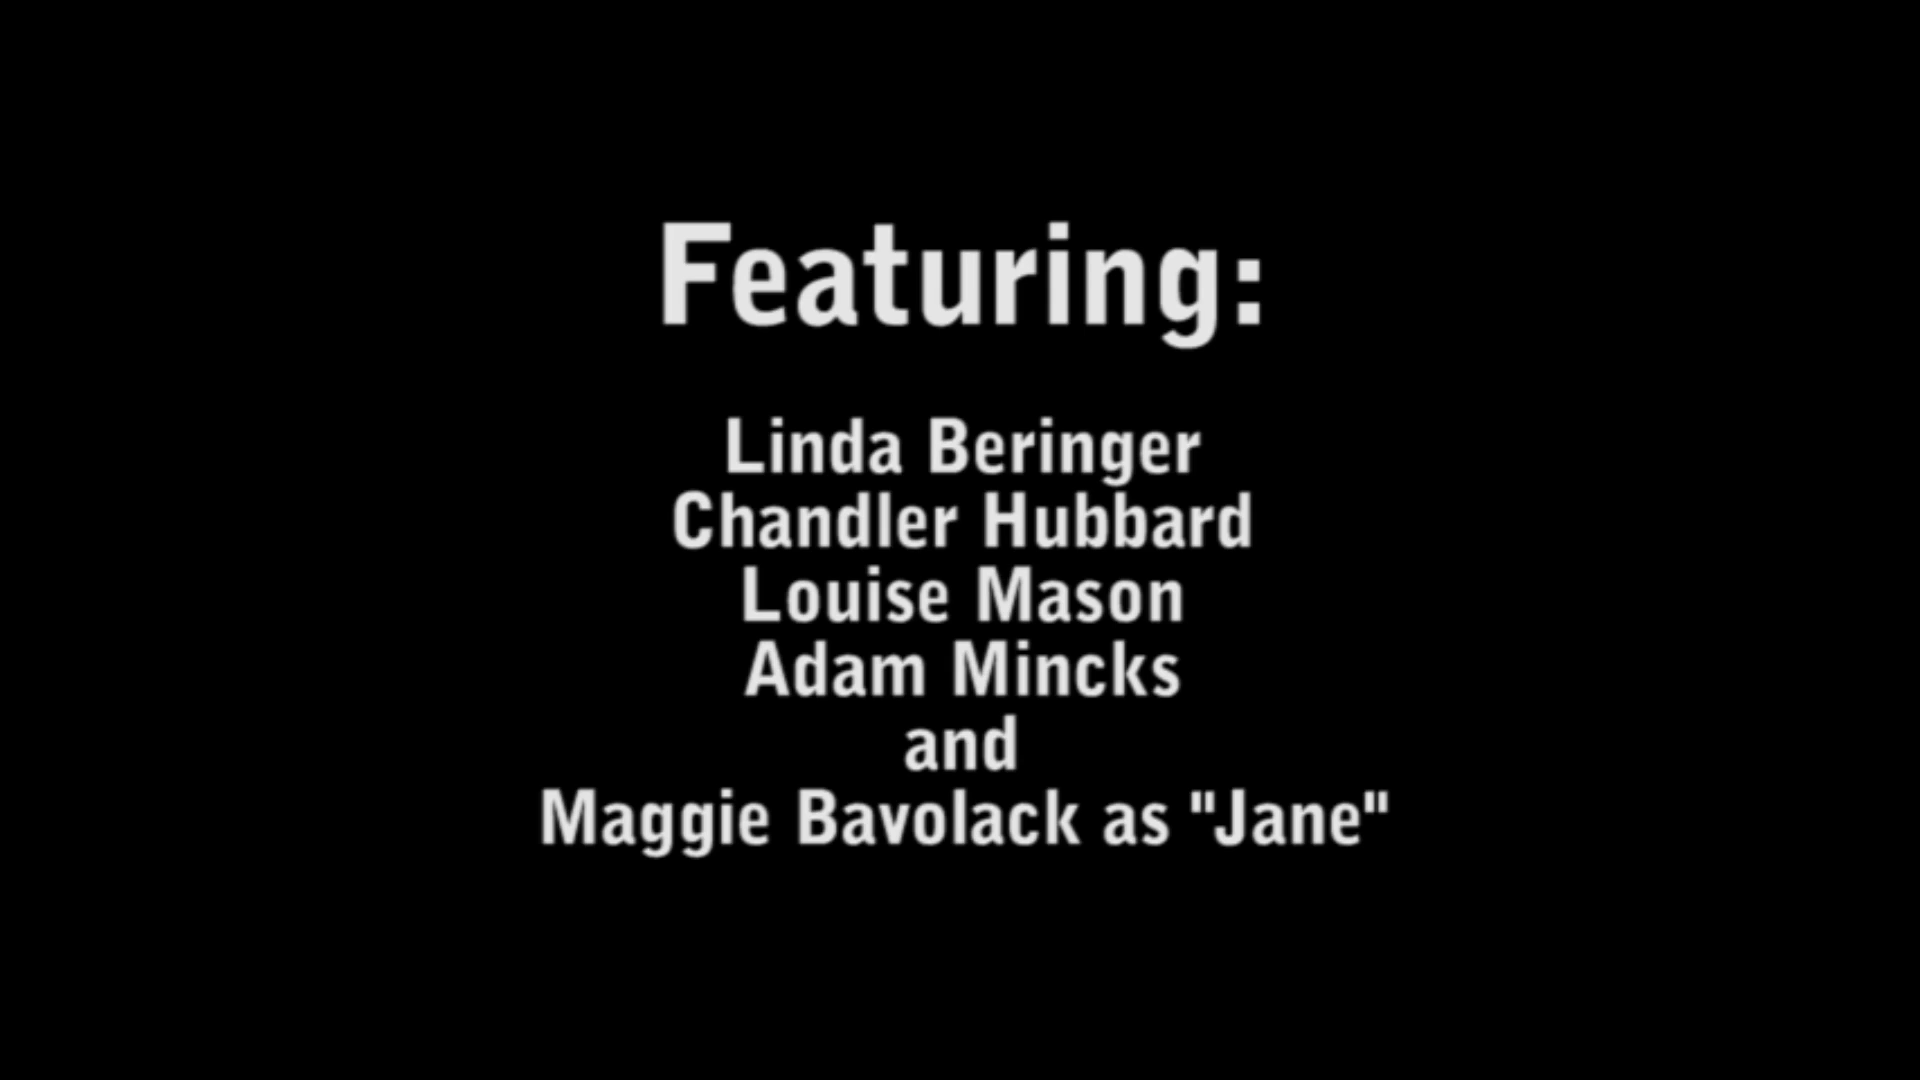 Featuring:
Linda Beringer
Chandler Hubbard
Louise Mason
Adam Mincks
and
Maggie Bavolack as "Jane"